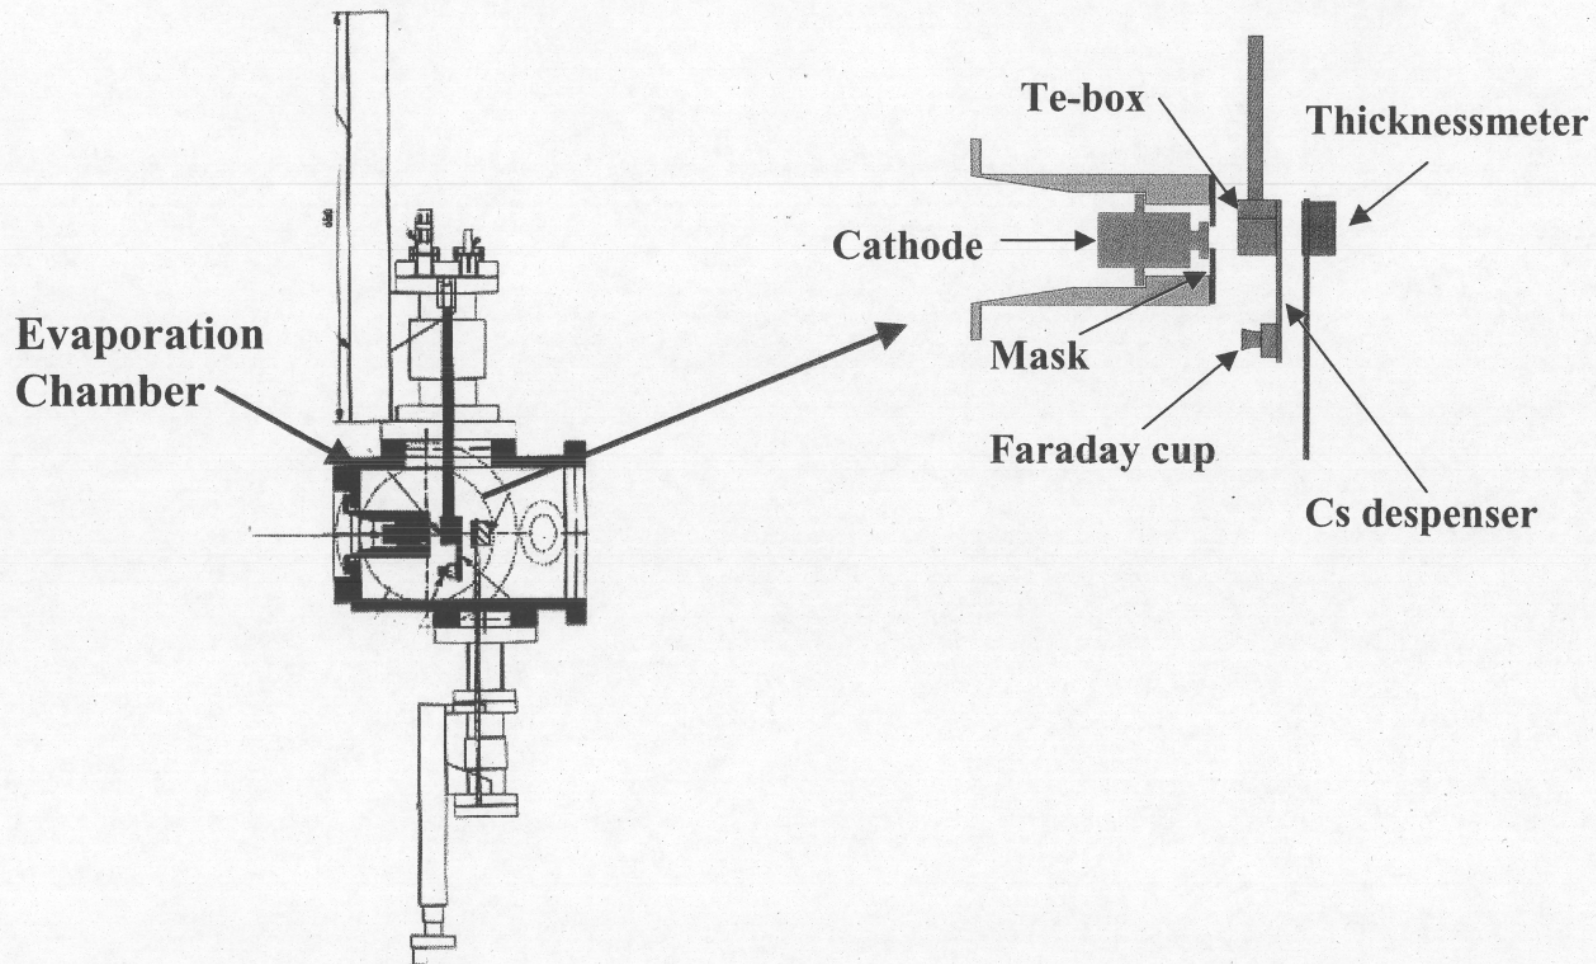 Te-box
Thicknessmeter
Cathode
Evaporation
Chamber
Mask
Faraday cup
Cs despenser